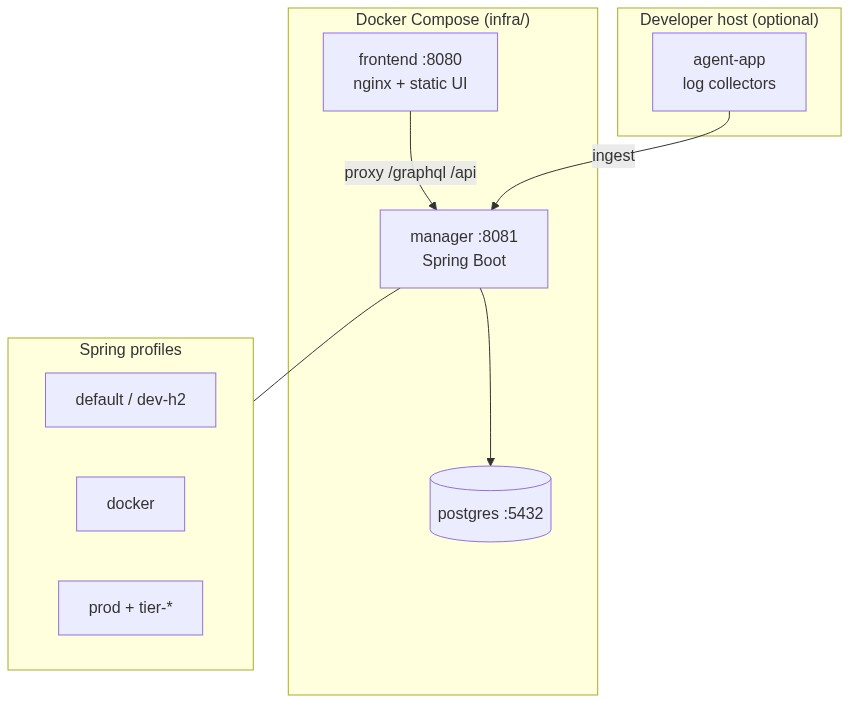 Docker Compose (infra/)
frontend :8080
nginx + static UI
Developer host (optional)
agent-app
log collectors
ingest
proxy /graphql /api
manager :8081
Spring Boot
Spring profiles
default / dev-h2
docker
prod + tier-*
postgres :5432